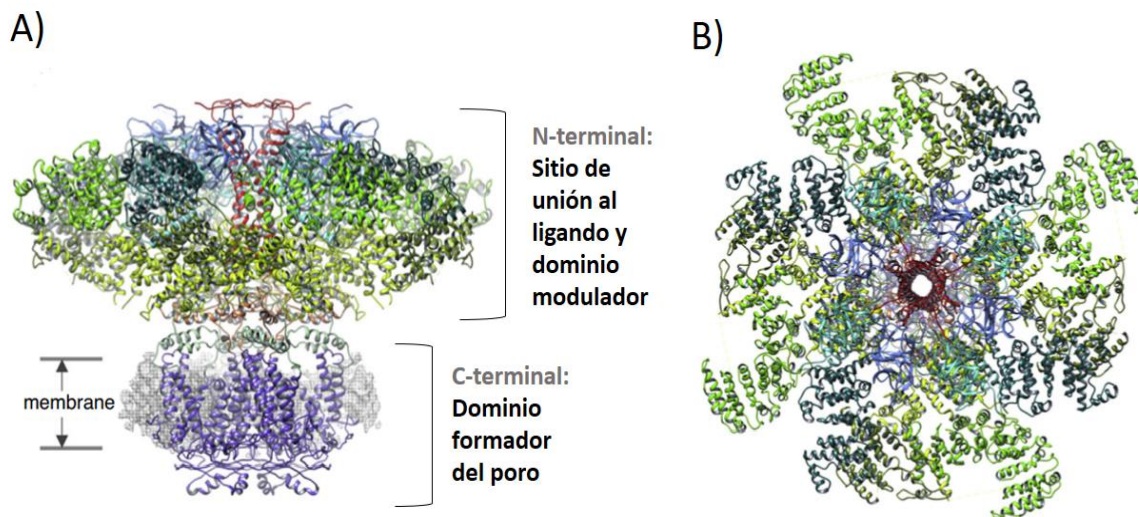 A)
B)
N-terminal:
Sitio de
unión al
ligando y
dominio
modulador
membrane
C-terminal:
Dominio
formador
del poro